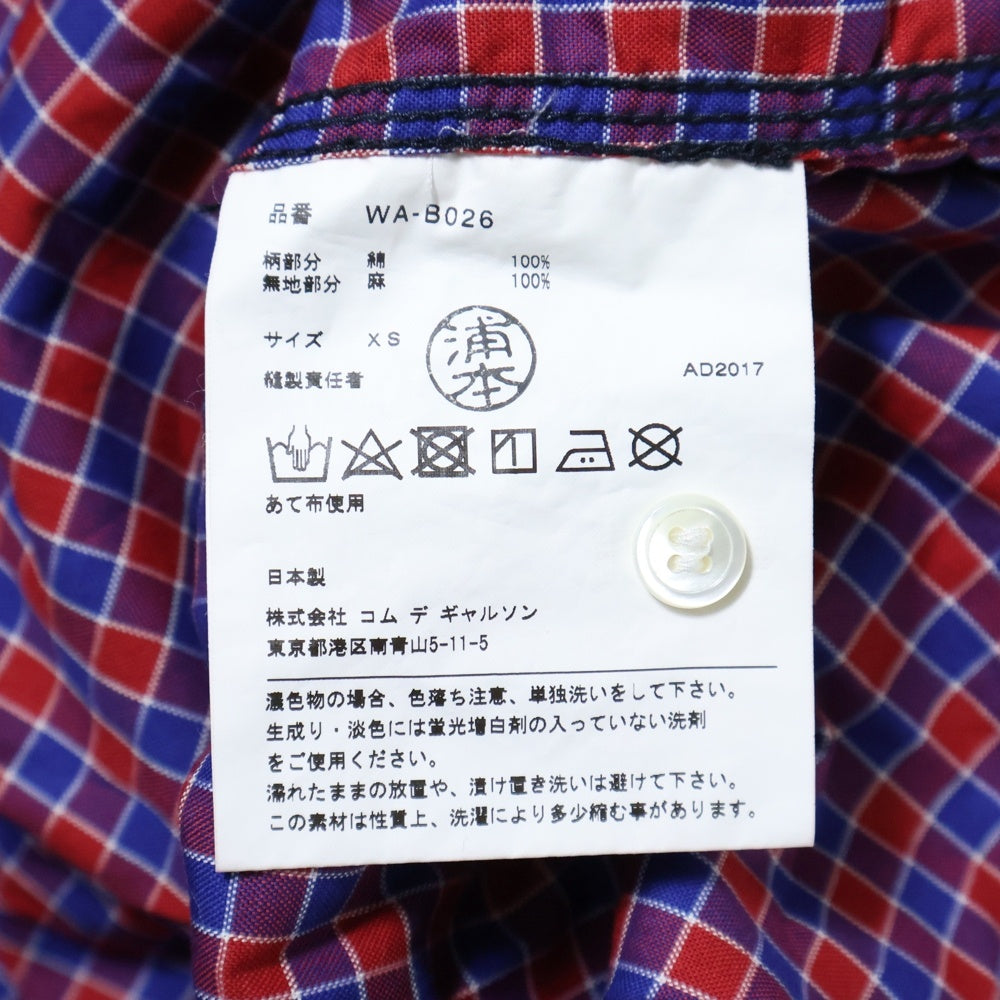 品番 WA-B026
柄部分 綿 100%
無地部分 麻 100%
サイズ XS
浦本
縫製責任者
AD2017
あて布使用
日本製
株式会社 コム デ ギャルソン
東京都港区南青山5-11-5
濃色物の場合、色落ち注意、単独洗いをして下さい。
生成り・淡色には蛍光増白剤の入っていない洗剤
をご使用ください。
濡れたままの放置や、漬け置き洗いは避けて下さい。
この素材は性質上、洗濯により多少縮む事があります。